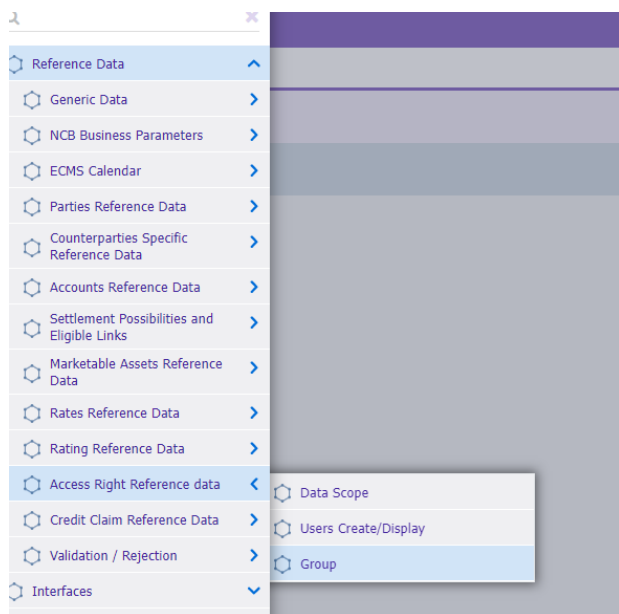 Reference Data
Generic Data
NCB Business Parameters
ECMS Calendar
Parties Reference Data
Counterparties Specific
Reference Data
Accounts Reference Data
Settlement Possibilities and
Eligible Links
Marketable Assets Reference
Data
Rates Reference Data
Rating Reference Data
Access Right Reference data
Data Scope
Credit Claim Reference Data
Users Create/Display
Validation / Rejection
Group
Interfaces